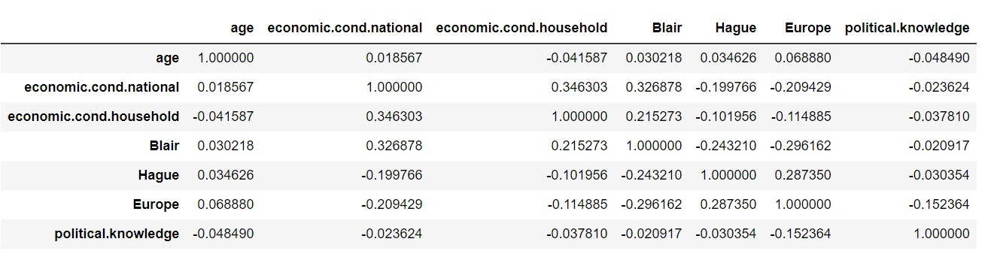 age economic.cond.national economic.cond.household Blair Hague Europe political.knowledge
age 1.000000 0.018567 -0.041587 0.030218 0.034626 0.068880 -0.048490
economic.cond.national 0.018567 1.000000 0.346303 0.326878 -0.199766 -0.209429 -0.023624
economic.cond.household -0.041587 0.346303 1.000000 0.215273 -0.101956 -0.114885 -0.037810
Blair 0.030218 0.326878 0.215273 1.000000 -0.243210 -0.296162 -0.020917
Hague 0.034626 -0.199766 -0.101956 -0.243210 1.000000 0.287350 -0.030354
Europe 0.068880 -0.209429 -0.114885 -0.296162 0.287350 1.000000 -0.152364
political.knowledge -0.048490 -0.023624 -0.037810 -0.020917 -0.030354 -0.152364 1.000000